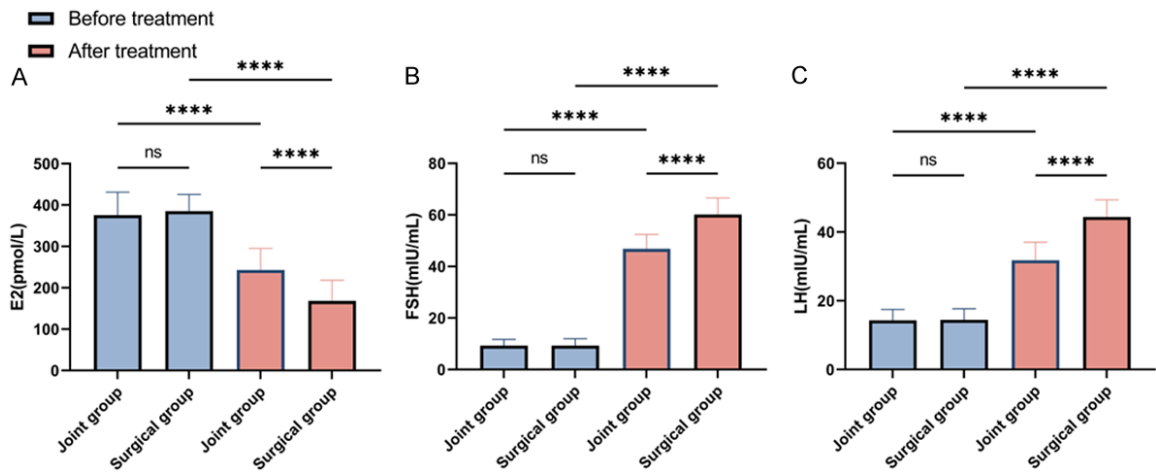 Before treatment
After treatment
A
****
****
ns
****
E2(pmol/L)
500
400
300
200
100
0
Joint group
Surgical group
Joint group
Surgical group
B
****
****
ns
****
FSH(mIU/mL)
80
60
40
20
0
Joint group
Surgical group
Joint group
Surgical group
C
****
****
ns
****
LH(mIU/mL)
60
40
20
0
Joint group
Surgical group
Joint group
Surgical group